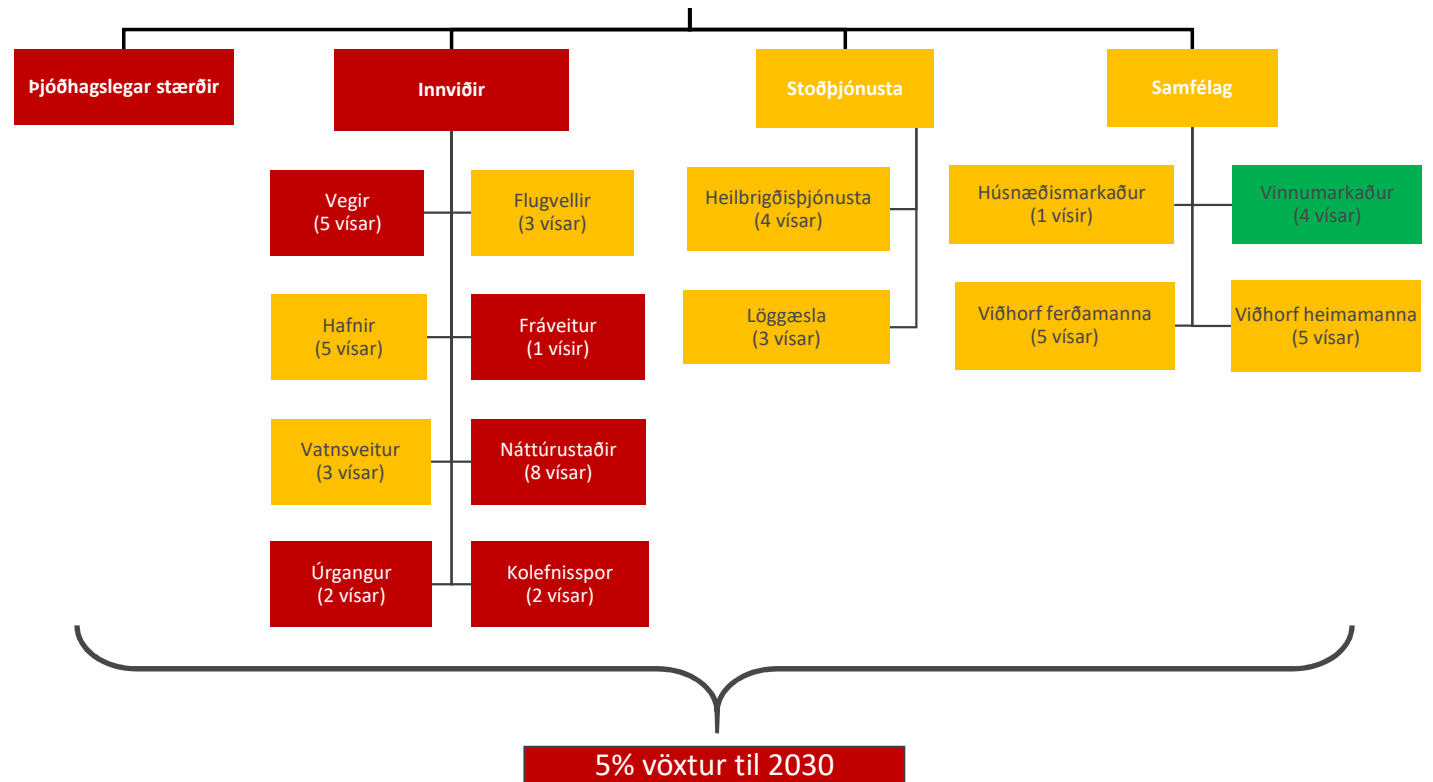 Þjóðhagslegar stærðir
Innviðir
Stoðþjónusta
Samfélag
Vegir
(5 vísar)
Flugvellir
(3 vísar)
Hafnir
(5 vísar)
Fráveitur
(1 vísir)
Vatnsveitur
(3 vísar)
Náttúrustaðir
(8 vísar)
Úrgangur
(2 vísar)
Kolefnisspor
(2 vísar)
Heilbrigðisþjónusta
(4 vísar)
Löggæsla
(3 vísar)
Húsnæðismarkaður
(1 vísir)
Vinnumarkaður
(4 vísar)
Viðhorf ferðamanna
(5 vísar)
Viðhorf heimamanna
(5 vísar)
5% vöxtur til 2030